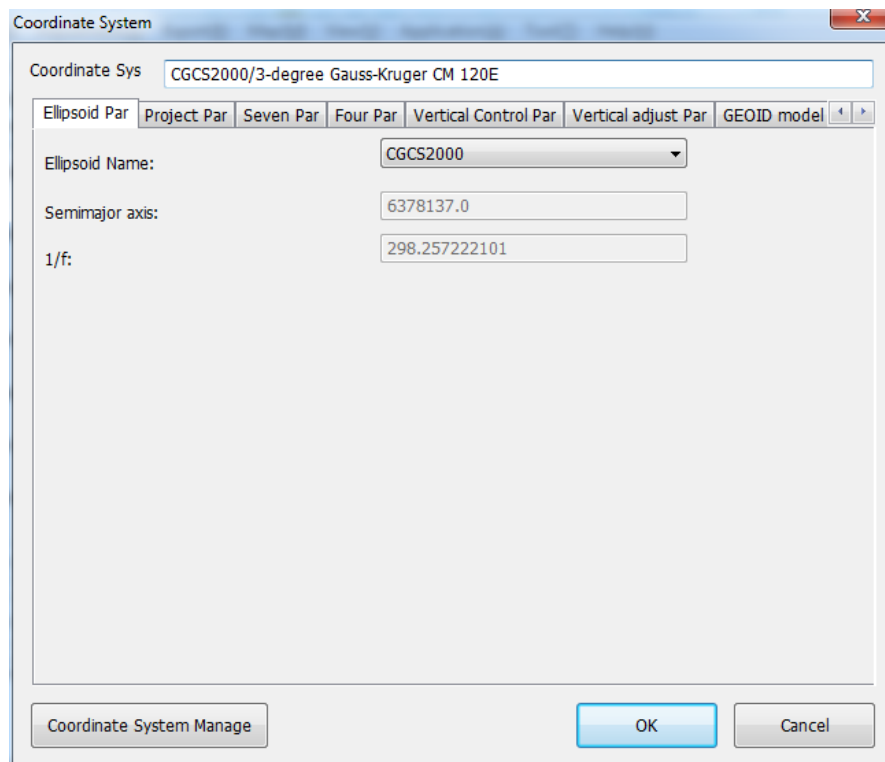 Coordinate System
Coordinate Sys CGCS2000/3-degree Gauss-Kruger CM 120E
Ellipsoid Par Project Par Seven Par Four Par Vertical Control Par Vertical adjust Par GEOID model
Ellipsoid Name: CGCS2000
Semimajor axis: 6378137.0
1/f: 298.257222101
Coordinate System Manage OK Cancel